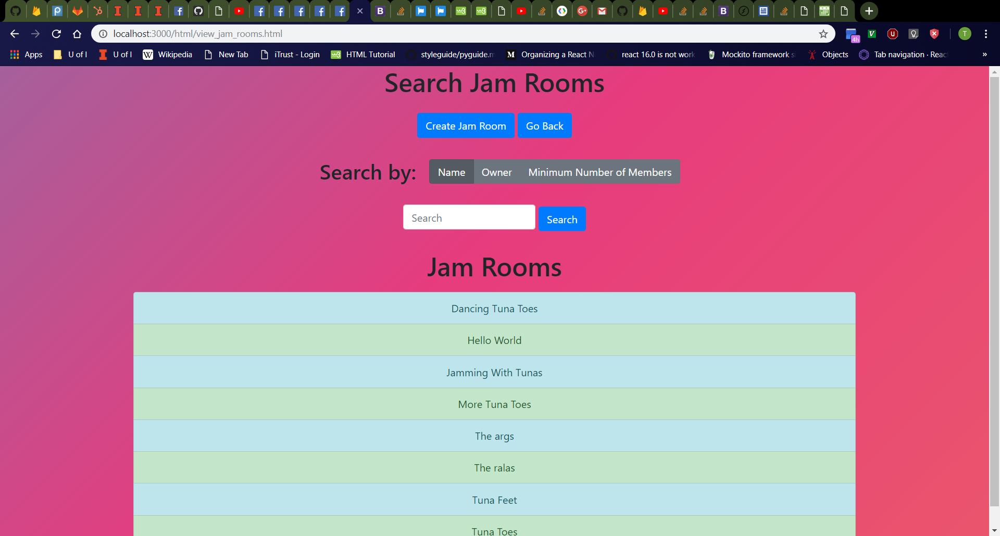 localhost:3000/html/view_jam_rooms.html
4h
T
Apps
U of I
U of I
Wikipedia
New Tab
iTrust - Login
HTML Tutorial
styleguide/pyguide.m
Organizing a React N
react 16.0 is not work
Mockito framework si
Objects
Tab navigation · Reac
»
Search Jam Rooms
Create Jam Room Go Back
Search by: Name Owner Minimum Number of Members
Search Search
Jam Rooms
Dancing Tuna Toes
Hello World
Jamming With Tunas
More Tuna Toes
The args
The ralas
Tuna Feet
Tuna Toes